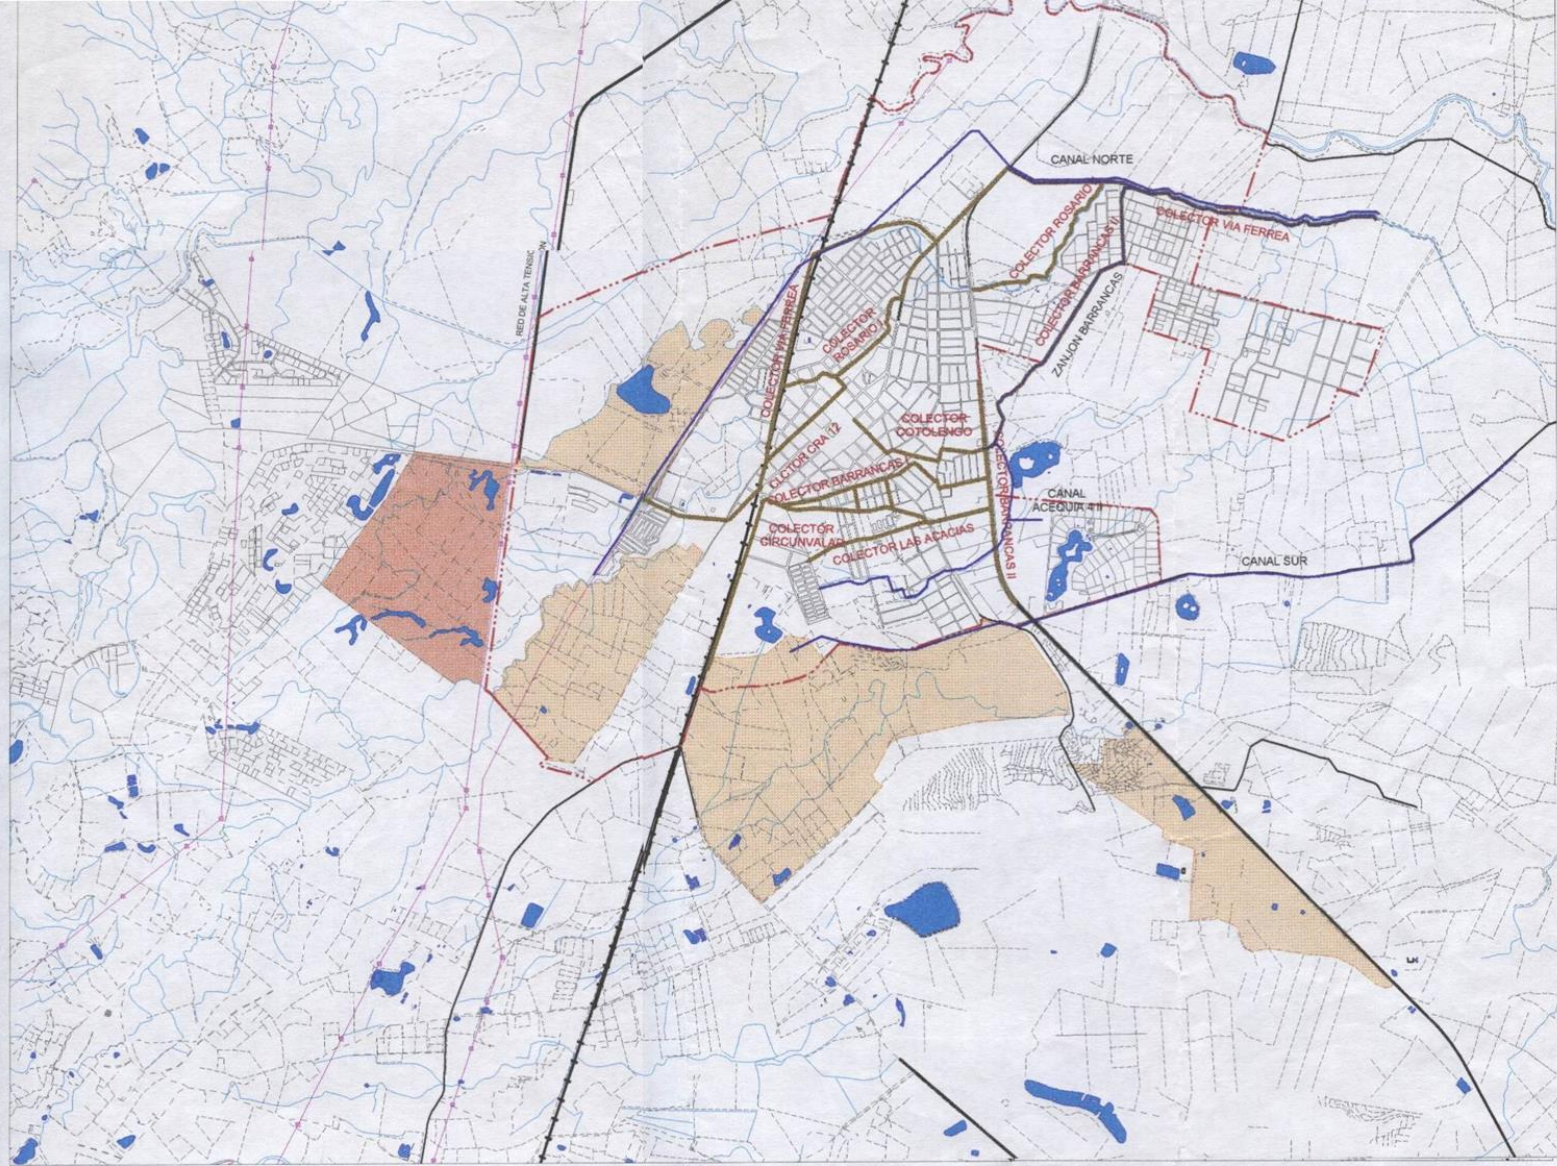 CANAL NORTE
COLECTOR ROSARIO
COLECTOR VIA FERREA
COLECTOR BARRANCAS II
RED DE ALTA TENSION
ZANJON BARRANCAS
COLECTOR VIA FERREA
COLECTOR
ROSARIO I
COLECTOR
COTOLENGO
CLCTOR CRA 12
COLECTOR BARRANCAS
COLECTOR BARRANCAS II
CANAL
ACEQUIA 4 II
COLECTOR
CIRCUNVALAR
COLECTOR LAS ACACIAS
CANAL SUR